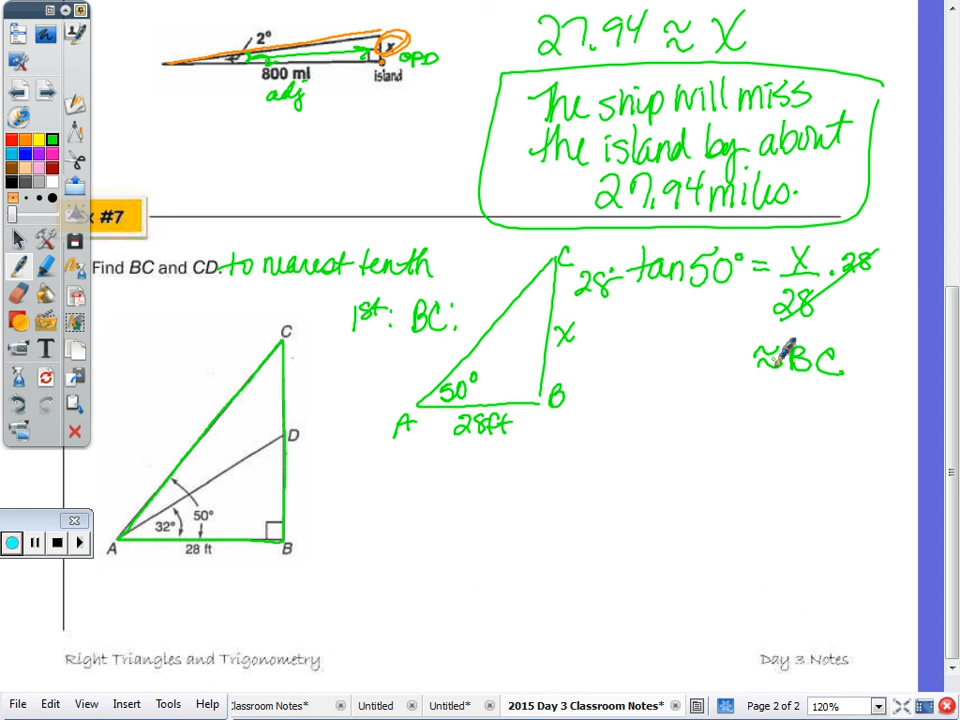 2°
x
opp
800 mi
island
adj
27.94 ≈ x
The ship will miss
the island by about
27.94 miles.
x #7
Find BC and CD. to nearest tenth
1st: BC:
C
50°
x
A
28ft
B
28· tan 50° = x/28 · 28
≈ BC
C
D
50°
32°
A
28 ft
B
Right Triangles and Trigonometry
Day 3 Notes
File Edit View Insert Tools Help
Classroom Notes* Untitled Untitled* 2015 Day 3 Classroom Notes* Page 2 of 2 120%